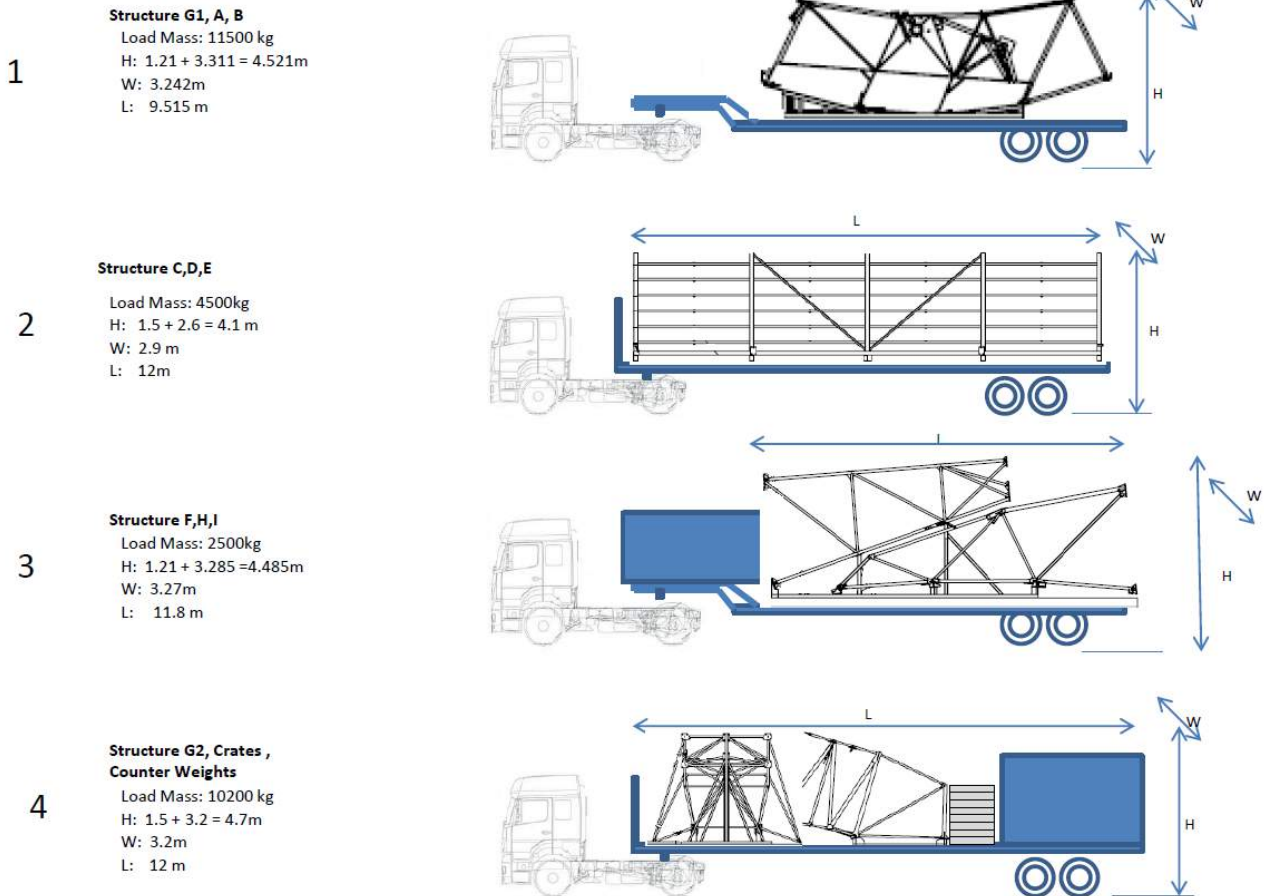 Structure G1, A, B
Load Mass: 11500 kg
H: 1.21 + 3.311 = 4.521m
W: 3.242m
L: 9.515 m
1
W
H
Structure C,D,E
Load Mass: 4500kg
H: 1.5 + 2.6 = 4.1 m
W: 2.9 m
L: 12m
2
L
W
H
Structure F,H,I
Load Mass: 2500kg
H: 1.21 + 3.285 =4.485m
W: 3.27m
L: 11.8 m
3
W
H
Structure G2, Crates ,
Counter Weights
Load Mass: 10200 kg
H: 1.5 + 3.2 = 4.7m
W: 3.2m
L: 12 m
4
L
W
H